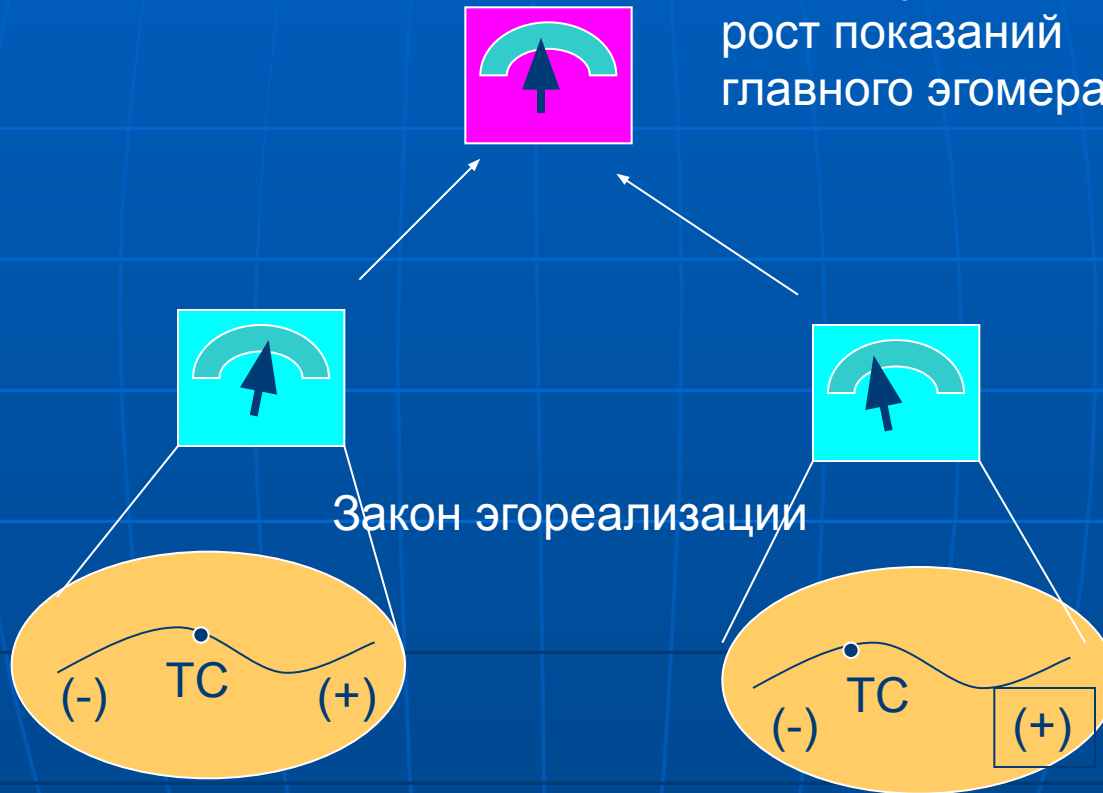 рост показаний
главного эгомера
Закон эгореализации
(-) ТС (+)
(-) ТС (+)